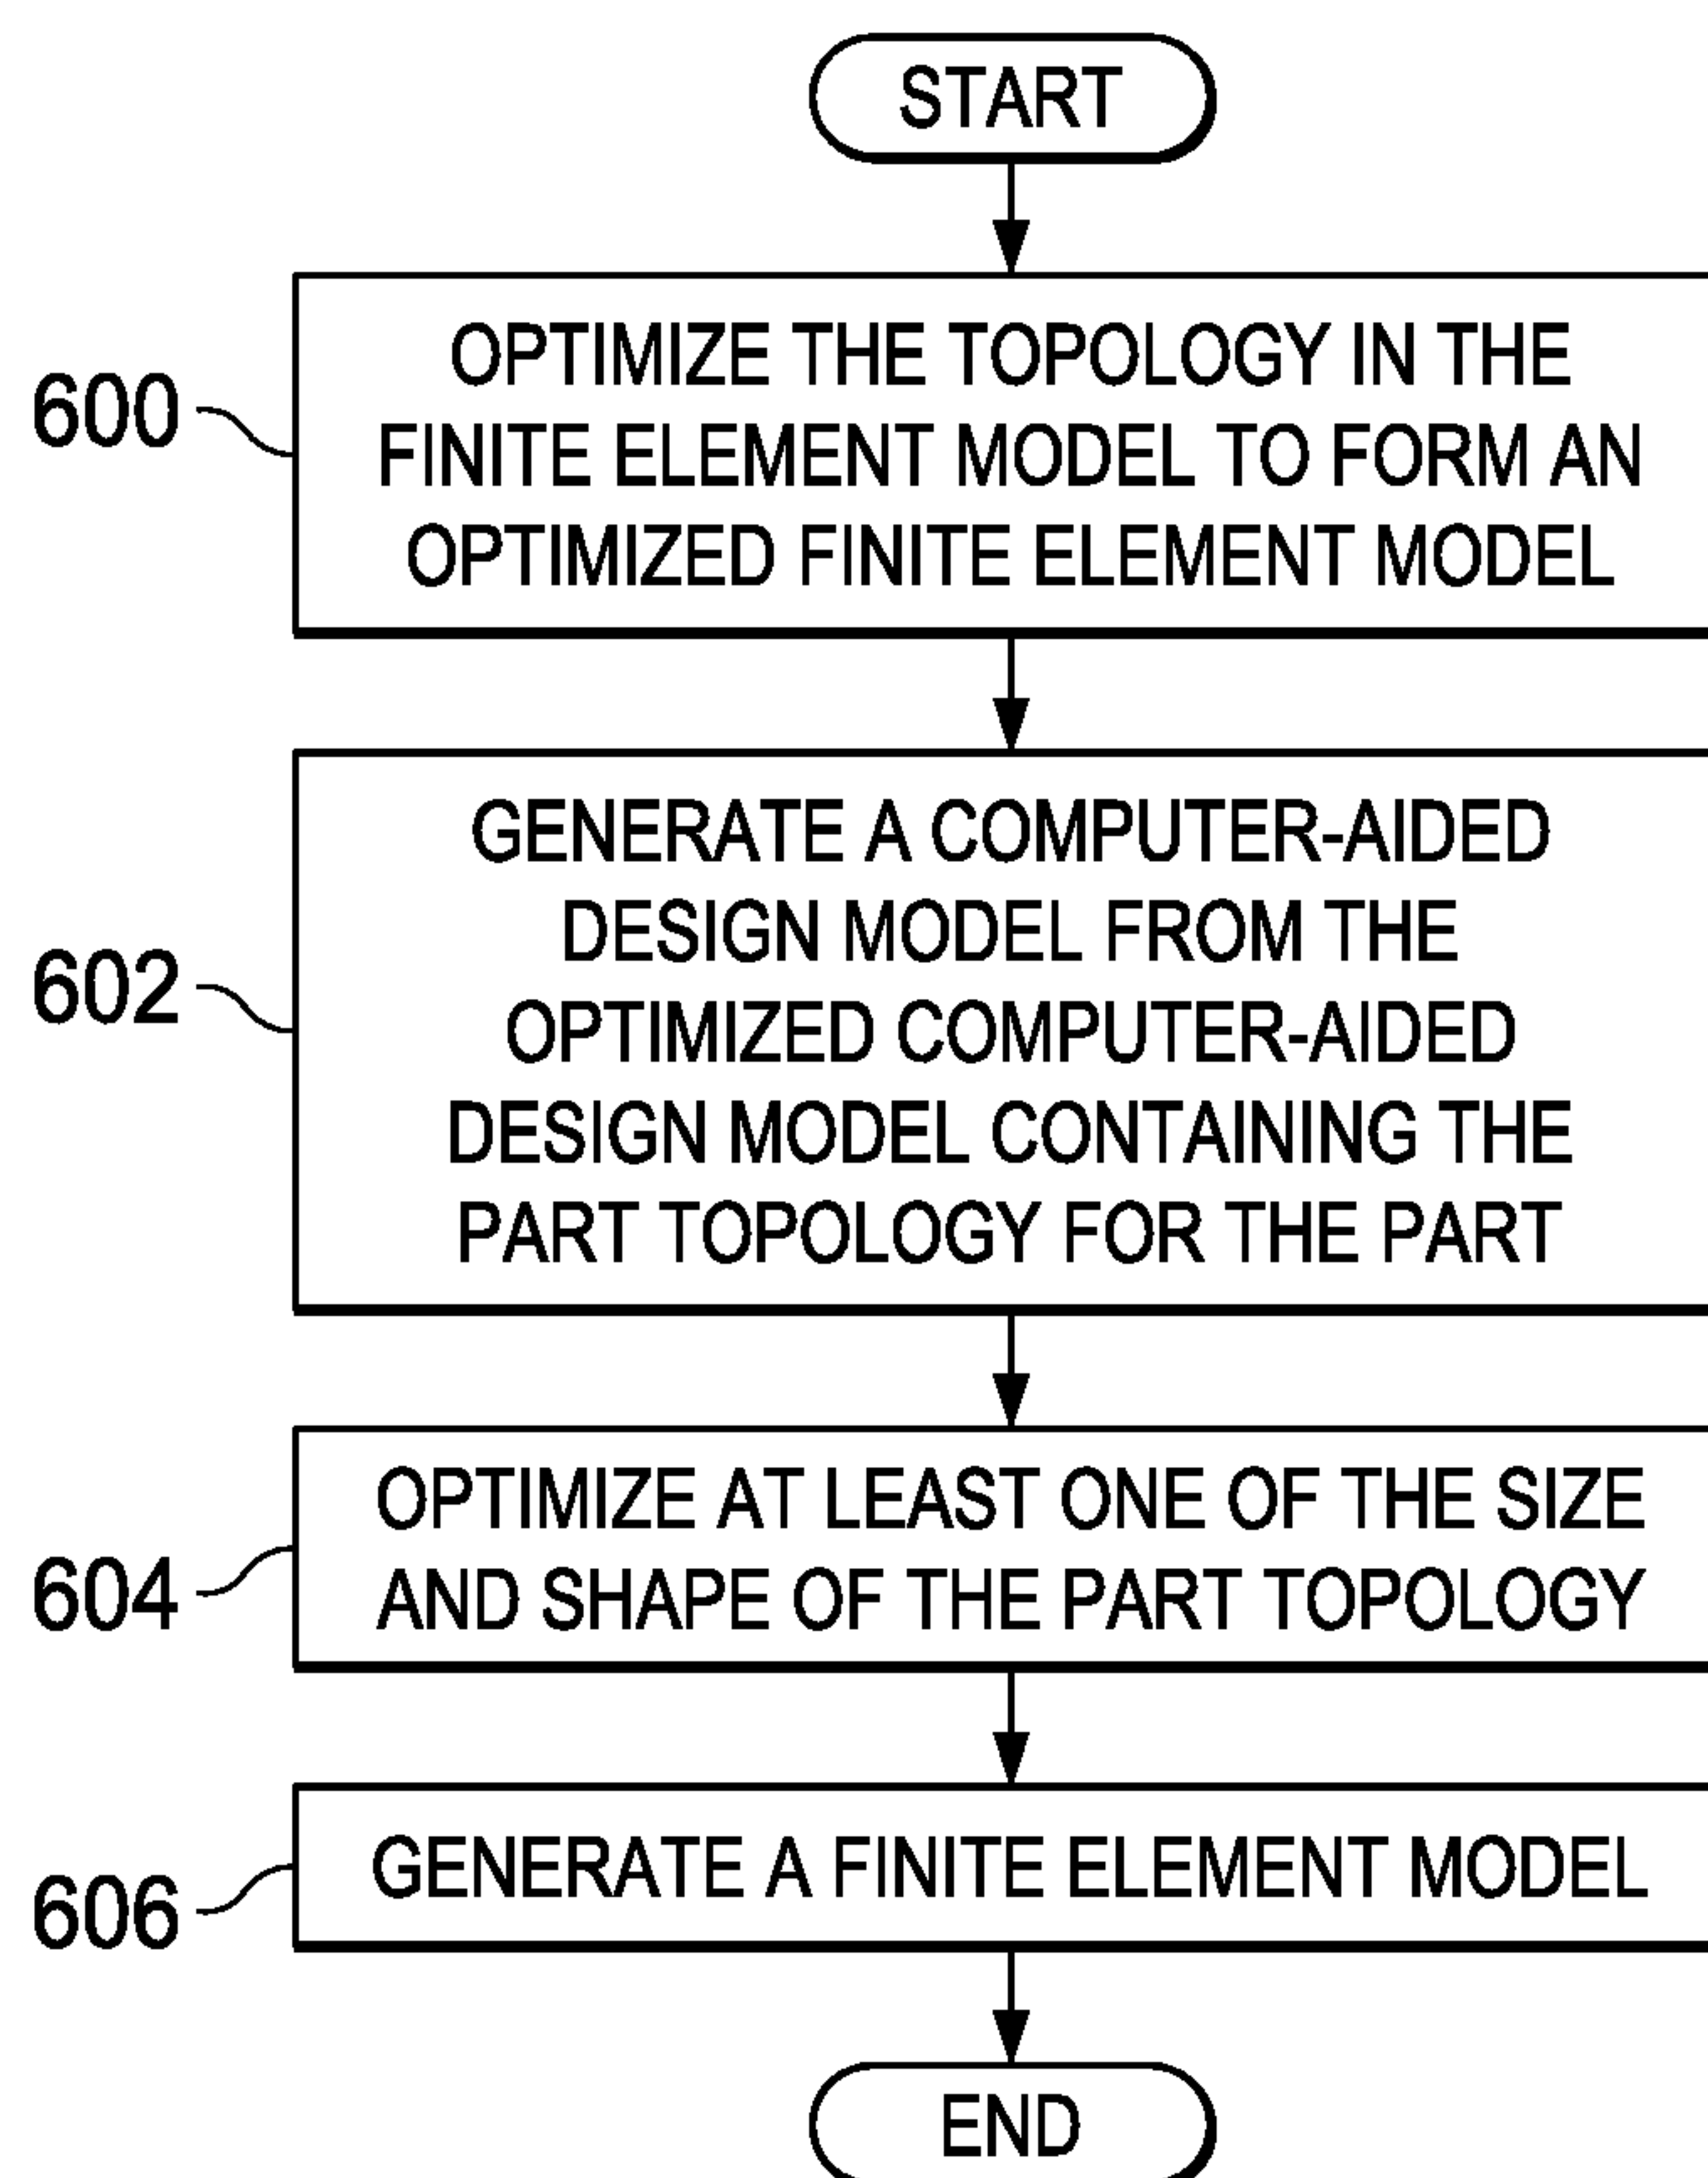 START
600
OPTIMIZE THE TOPOLOGY IN THE
FINITE ELEMENT MODEL TO FORM AN
OPTIMIZED FINITE ELEMENT MODEL
602
GENERATE A COMPUTER-AIDED
DESIGN MODEL FROM THE
OPTIMIZED COMPUTER-AIDED
DESIGN MODEL CONTAINING THE
PART TOPOLOGY FOR THE PART
604
OPTIMIZE AT LEAST ONE OF THE SIZE
AND SHAPE OF THE PART TOPOLOGY
606
GENERATE A FINITE ELEMENT MODEL
END